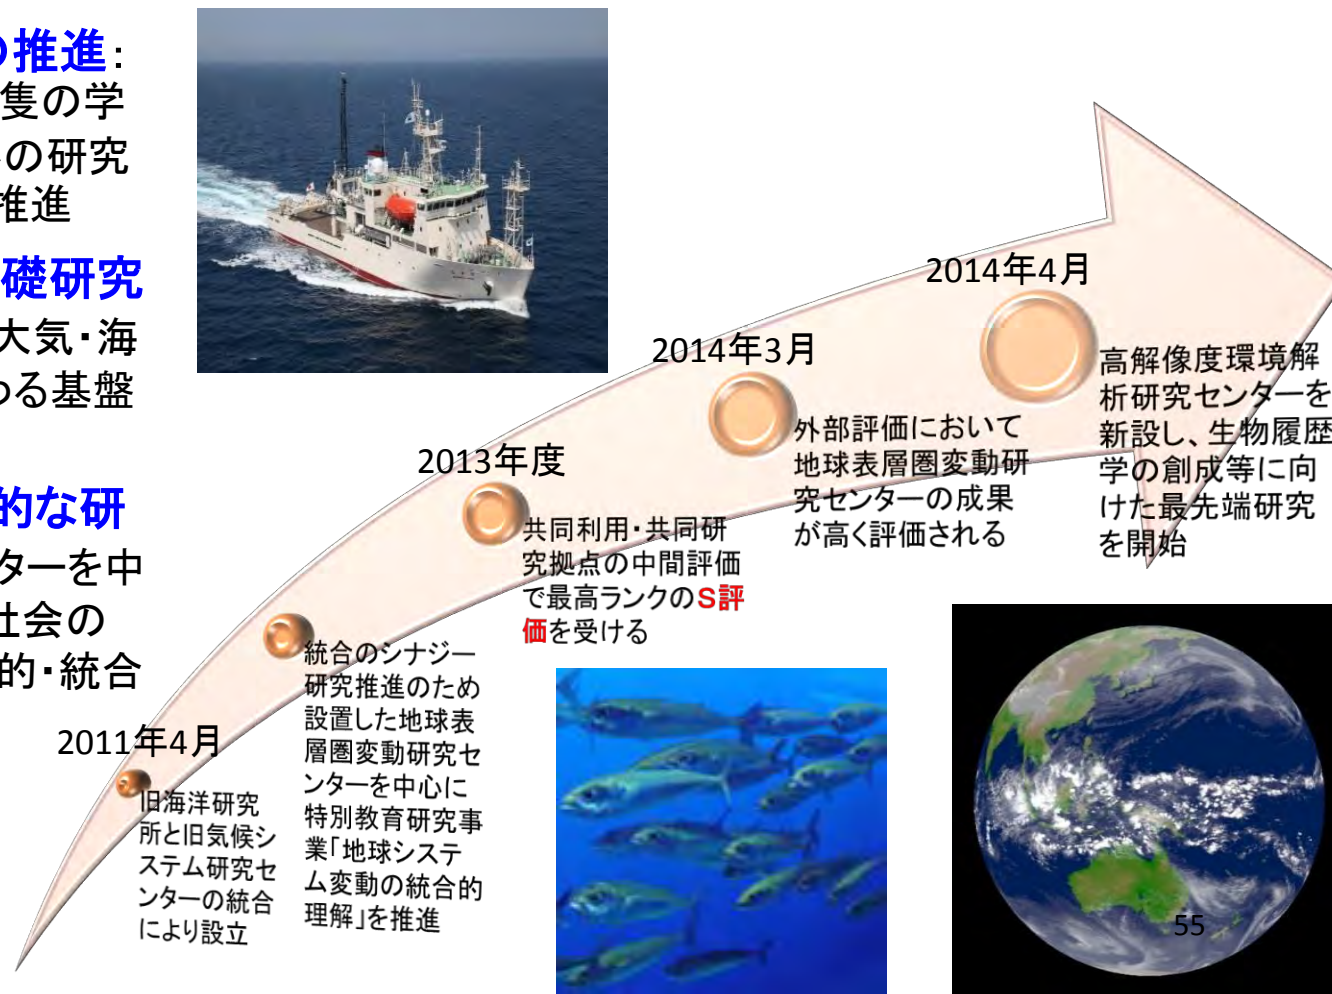 の推進:
隻の学
の研究
推進
礎研究
大気・海
わる基盤
的な研
ターを中
社会の
的・統合
2011年4月
旧海洋研究
所と旧気候シ
ステム研究セ
ンターの統合
により設立
統合のシナジー
研究推進のため
設置した地球表
層圏変動研究セ
ンターを中心に
特別教育研究事
業「地球システ
ム変動の統合的
理解」を推進
2013年度
共同利用・共同研
究拠点の中間評価
で最高ランクのS評
価を受ける
2014年3月
外部評価において
地球表層圏変動研
究センターの成果
が高く評価される
2014年4月
高解像度環境解
析研究センターを
新設し、生物履歴
学の創成等に向
けた最先端研究
を開始
55